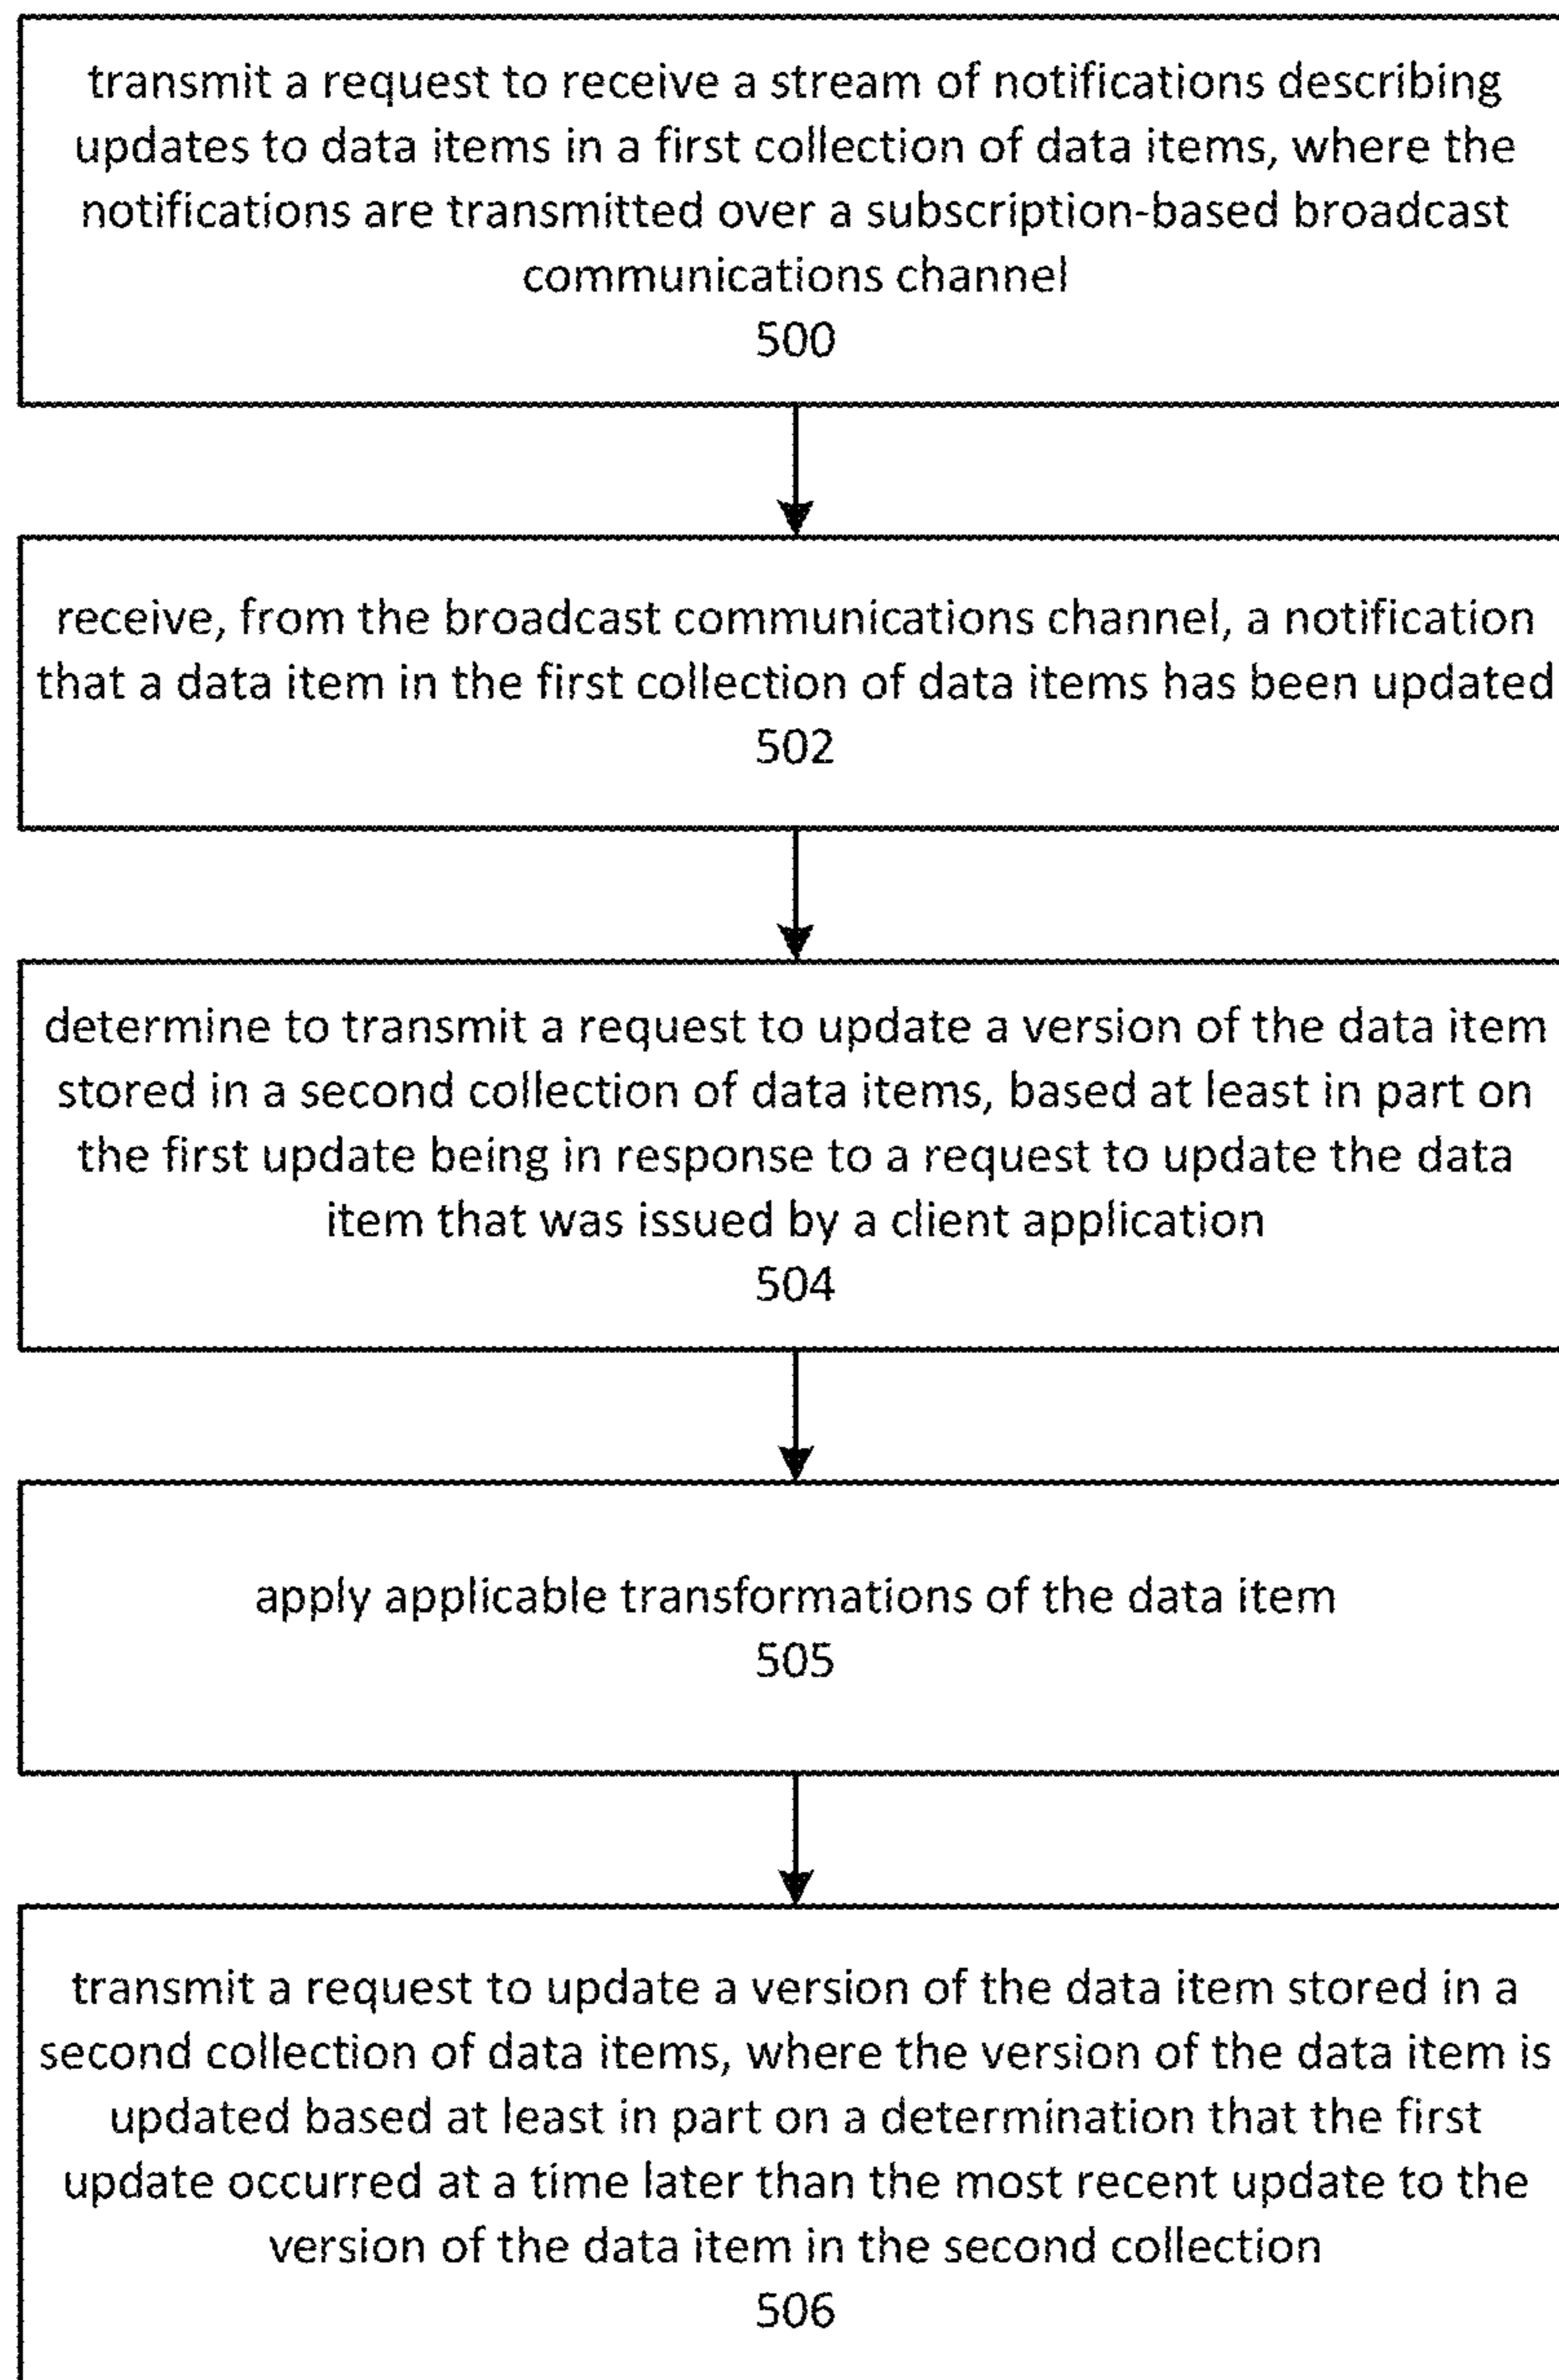 transmit a request to receive a stream of notifications describing
updates to data items in a first collection of data items, where the
notifications are transmitted over a subscription-based broadcast
communications channel
500
receive, from the broadcast communications channel, a notification
that a data item in the first collection of data items has been updated
502
determine to transmit a request to update a version of the data item
stored in a second collection of data items, based at least in part on
the first update being in response to a request to update the data
item that was issued by a client application
504
apply applicable transformations of the data item
505
transmit a request to update a version of the data item stored in a
second collection of data items, where the version of the data item is
updated based at least in part on a determination that the first
update occurred at a time later than the most recent update to the
version of the data item in the second collection
506